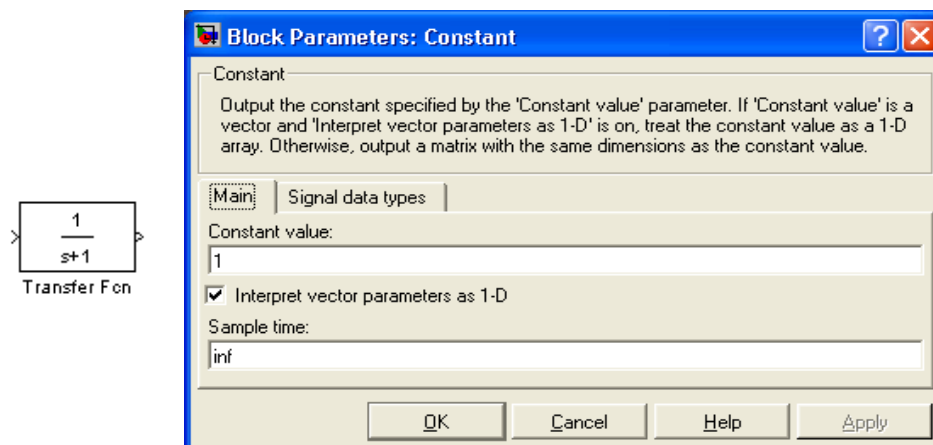 Block Parameters: Constant
Constant
Output the constant specified by the 'Constant value' parameter. If 'Constant value' is a
vector and 'Interpret vector parameters as 1-D' is on, treat the constant value as a 1-D
array. Otherwise, output a matrix with the same dimensions as the constant value.
Main Signal data types
Constant value:
1
Interpret vector parameters as 1-D
Sample time:
inf
OK Cancel Help Apply
1
s+1
Transfer Fcn